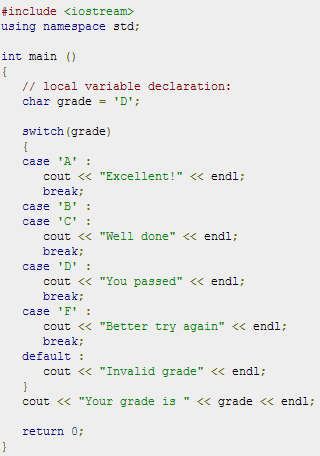 #include <iostream>
using namespace std;

int main ()
{
   // local variable declaration:
   char grade = 'D';

   switch(grade)
   {
   case 'A' :
      cout << "Excellent!" << endl;
      break;
   case 'B' :
   case 'C' :
      cout << "Well done" << endl;
      break;
   case 'D' :
      cout << "You passed" << endl;
      break;
   case 'F' :
      cout << "Better try again" << endl;
      break;
   default :
      cout << "Invalid grade" << endl;
   }
   cout << "Your grade is " << grade << endl;

   return 0;
}